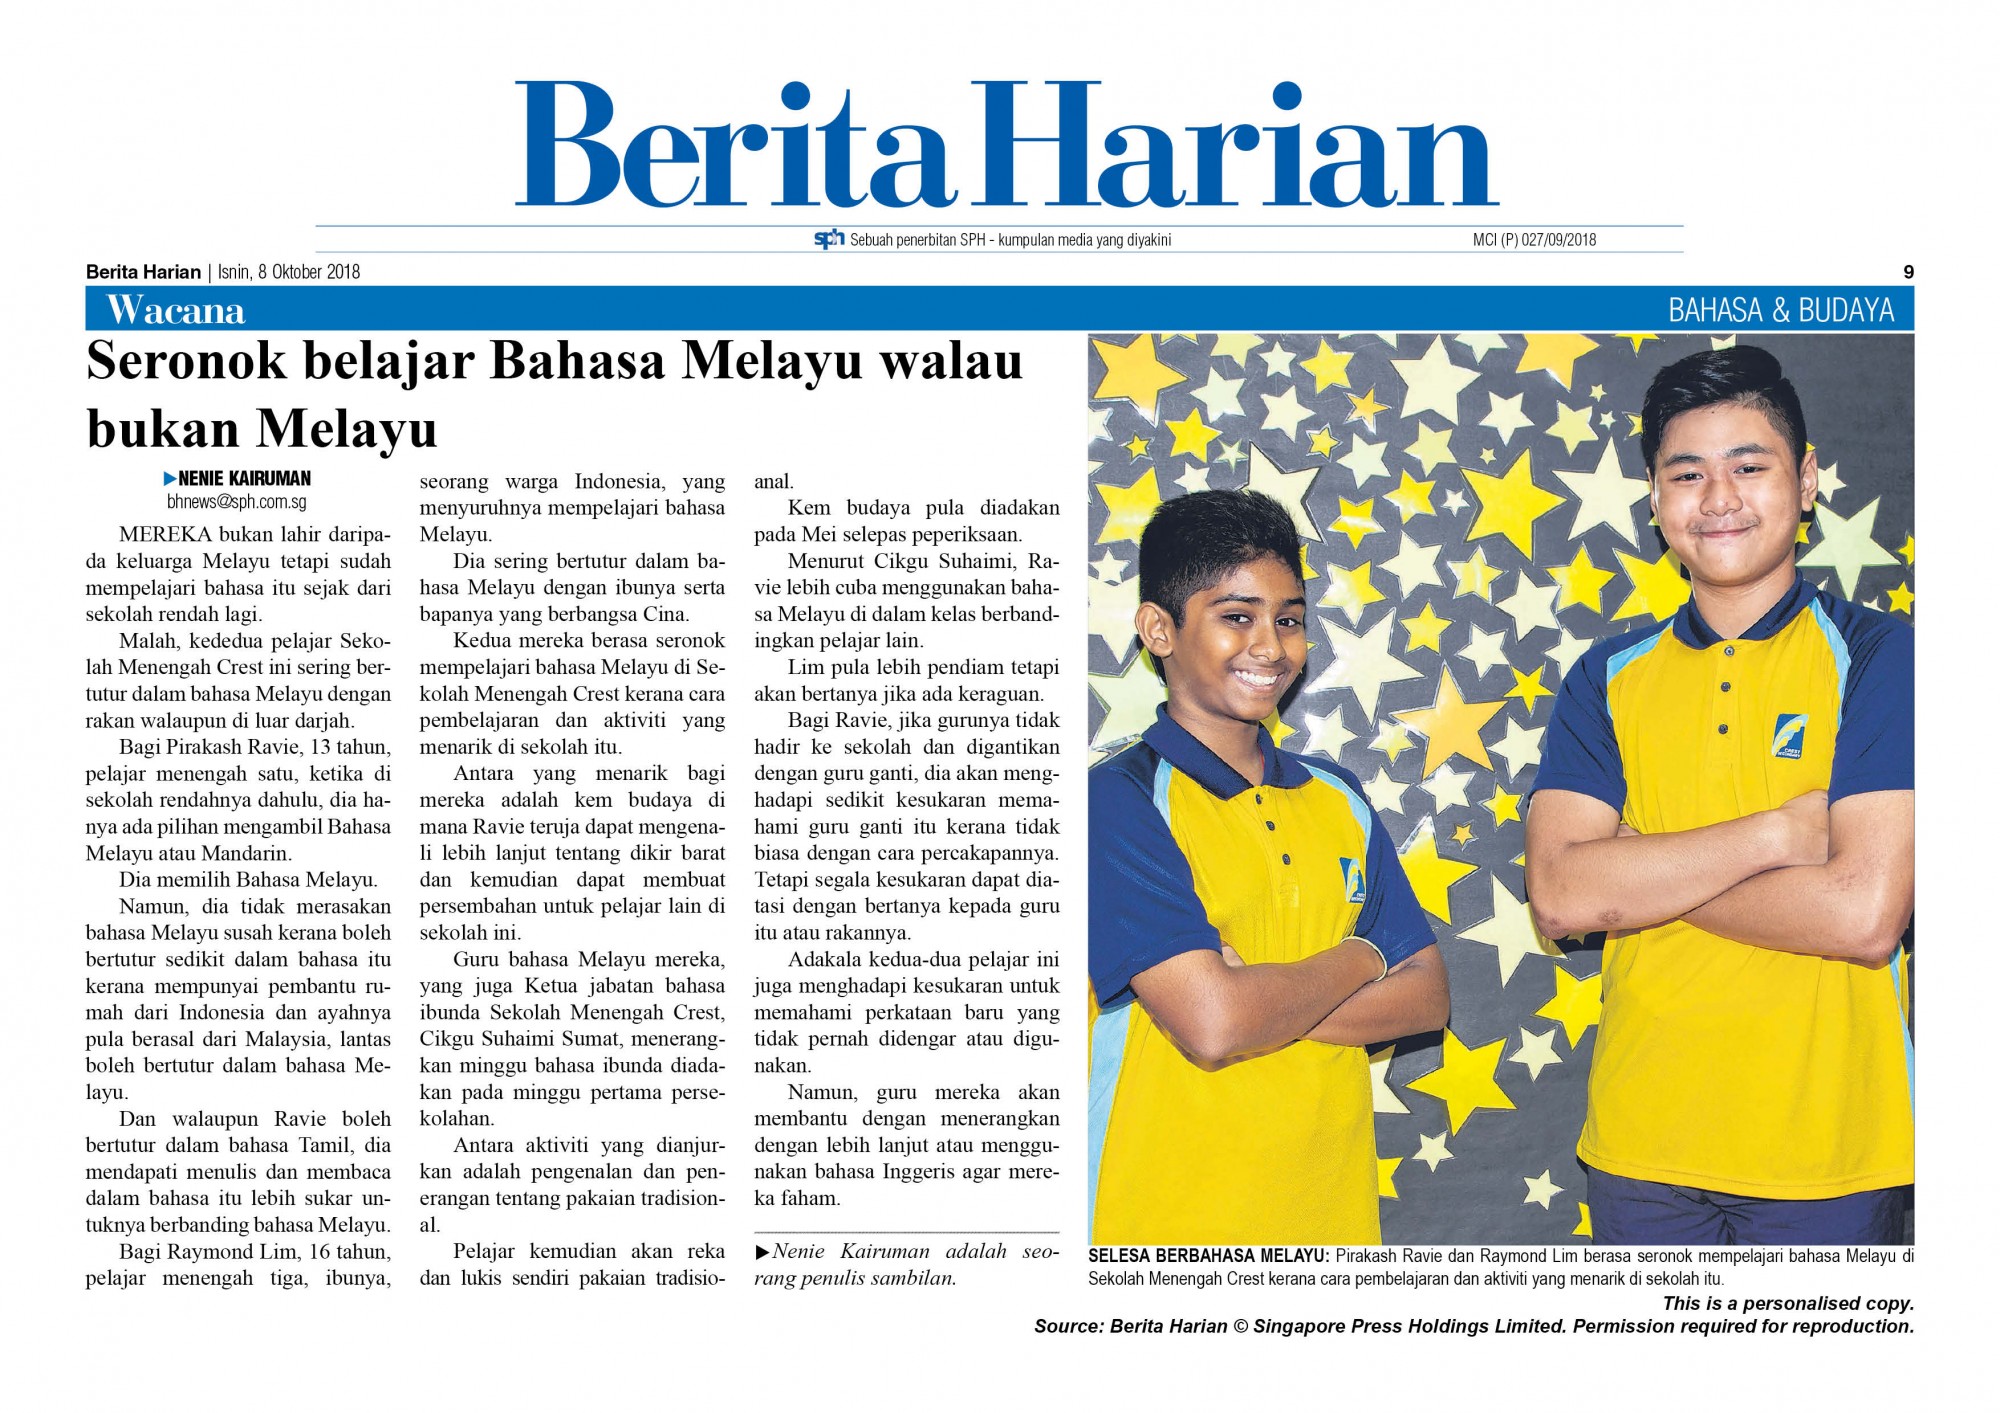 Berita Harian
sph Sebuah penerbitan SPH - kumpulan media yang diyakini
MCI (P) 027/09/2018
Berita Harian | Isnin, 8 Oktober 2018
9
Wacana
BAHASA & BUDAYA
Seronok belajar Bahasa Melayu walau
bukan Melayu
▶NENIE KAIRUMAN
bhnews@sph.com.sg
MEREKA bukan lahir daripa-
da keluarga Melayu tetapi sudah
mempelajari bahasa itu sejak dari
sekolah rendah lagi.
Malah, kededua pelajar Seko-
lah Menengah Crest ini sering ber-
tutur dalam bahasa Melayu dengan
rakan walaupun di luar darjah.
Bagi Pirakash Ravie, 13 tahun,
pelajar menengah satu, ketika di
sekolah rendahnya dahulu, dia ha-
nya ada pilihan mengambil Bahasa
Melayu atau Mandarin.
Dia memilih Bahasa Melayu.
Namun, dia tidak merasakan
bahasa Melayu susah kerana boleh
bertutur sedikit dalam bahasa itu
kerana mempunyai pembantu ru-
mah dari Indonesia dan ayahnya
pula berasal dari Malaysia, lantas
boleh bertutur dalam bahasa Me-
layu.
Dan walaupun Ravie boleh
bertutur dalam bahasa Tamil, dia
mendapati menulis dan membaca
dalam bahasa itu lebih sukar un-
tuknya berbanding bahasa Melayu.
Bagi Raymond Lim, 16 tahun,
pelajar menengah tiga, ibunya,
seorang warga Indonesia, yang
menyuruhnya mempelajari bahasa
Melayu.
Dia sering bertutur dalam ba-
hasa Melayu dengan ibunya serta
bapanya yang berbangsa Cina.
Kedua mereka berasa seronok
mempelajari bahasa Melayu di Se-
kolah Menengah Crest kerana cara
pembelajaran dan aktiviti yang
menarik di sekolah itu.
Antara yang menarik bagi
mereka adalah kem budaya di
mana Ravie teruja dapat mengena-
li lebih lanjut tentang dikir barat
dan kemudian dapat membuat
persembahan untuk pelajar lain di
sekolah ini.
Guru bahasa Melayu mereka,
yang juga Ketua jabatan bahasa
ibunda Sekolah Menengah Crest,
Cikgu Suhaimi Sumat, menerang-
kan minggu bahasa ibunda diada-
kan pada minggu pertama perse-
kolahan.
Antara aktiviti yang dianjur-
kan adalah pengenalan dan pen-
erangan tentang pakaian tradision-
al.
Pelajar kemudian akan reka
dan lukis sendiri pakaian tradisio-
anal.
Kem budaya pula diadakan
pada Mei selepas peperiksaan.
Menurut Cikgu Suhaimi, Ra-
vie lebih cuba menggunakan baha-
sa Melayu di dalam kelas berband-
ingkan pelajar lain.
Lim pula lebih pendiam tetapi
akan bertanya jika ada keraguan.
Bagi Ravie, jika gurunya tidak
hadir ke sekolah dan digantikan
dengan guru ganti, dia akan meng-
hadapi sedikit kesukaran mema-
hami guru ganti itu kerana tidak
biasa dengan cara percakapannya.
Tetapi segala kesukaran dapat dia-
tasi dengan bertanya kepada guru
itu atau rakannya.
Adakala kedua-dua pelajar ini
juga menghadapi kesukaran untuk
memahami perkataan baru yang
tidak pernah didengar atau digu-
nakan.
Namun, guru mereka akan
membantu dengan menerangkan
dengan lebih lanjut atau menggu-
nakan bahasa Inggeris agar mere-
ka faham.
▶Nenie Kairuman adalah seo-
rang penulis sambilan.
CREST
SECONDARY
SELESA BERBAHASA MELAYU: Pirakash Ravie dan Raymond Lim berasa seronok mempelajari bahasa Melayu di
Sekolah Menengah Crest kerana cara pembelajaran dan aktiviti yang menarik di sekolah itu.
This is a personalised copy.
Source: Berita Harian © Singapore Press Holdings Limited. Permission required for reproduction.